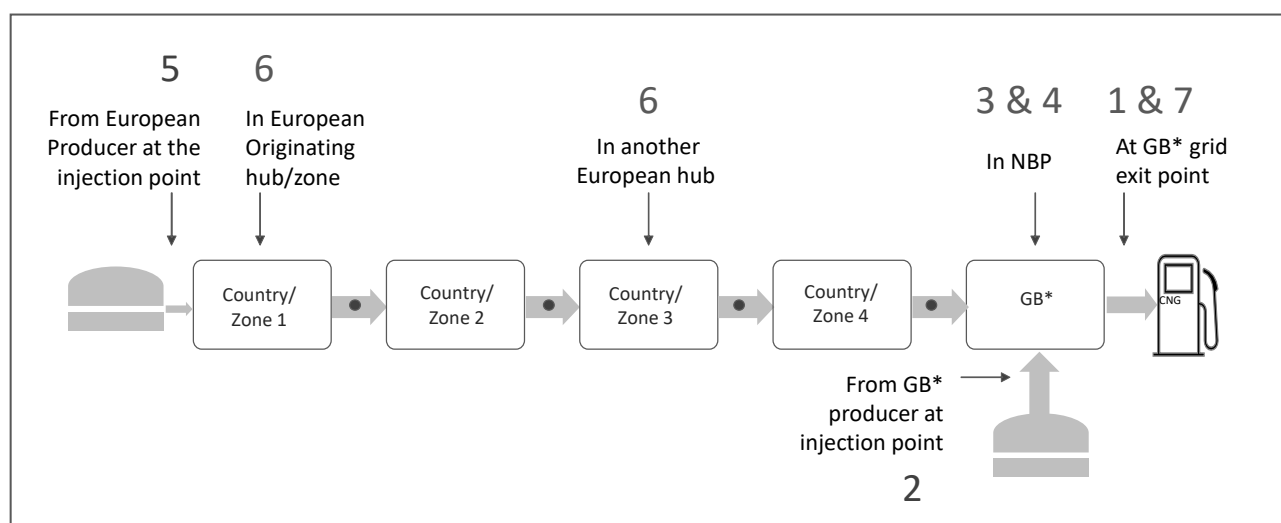 5
From European
Producer at the
injection point
6
In European
Originating
hub/zone
6
In another
European hub
3 & 4
In NBP
1 & 7
At GB* grid
exit point
Country/
Zone 1
Country/
Zone 2
Country/
Zone 3
Country/
Zone 4
GB*
CNG
From GB*
producer at
injection point
2